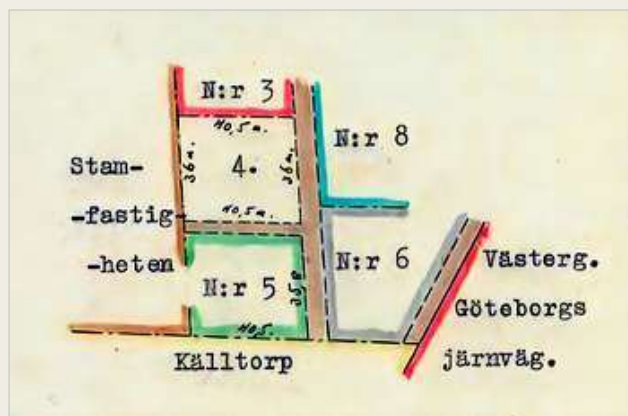 N:r 3
40,5 m.
N:r 8
36 m.
4.
36 m.
Stam-
-fastig-
40,5 m.
-heten
N:r 6
N:r 5
35,8
Västerg.
Göteborgs
järnväg.
40,5.
Källtorp